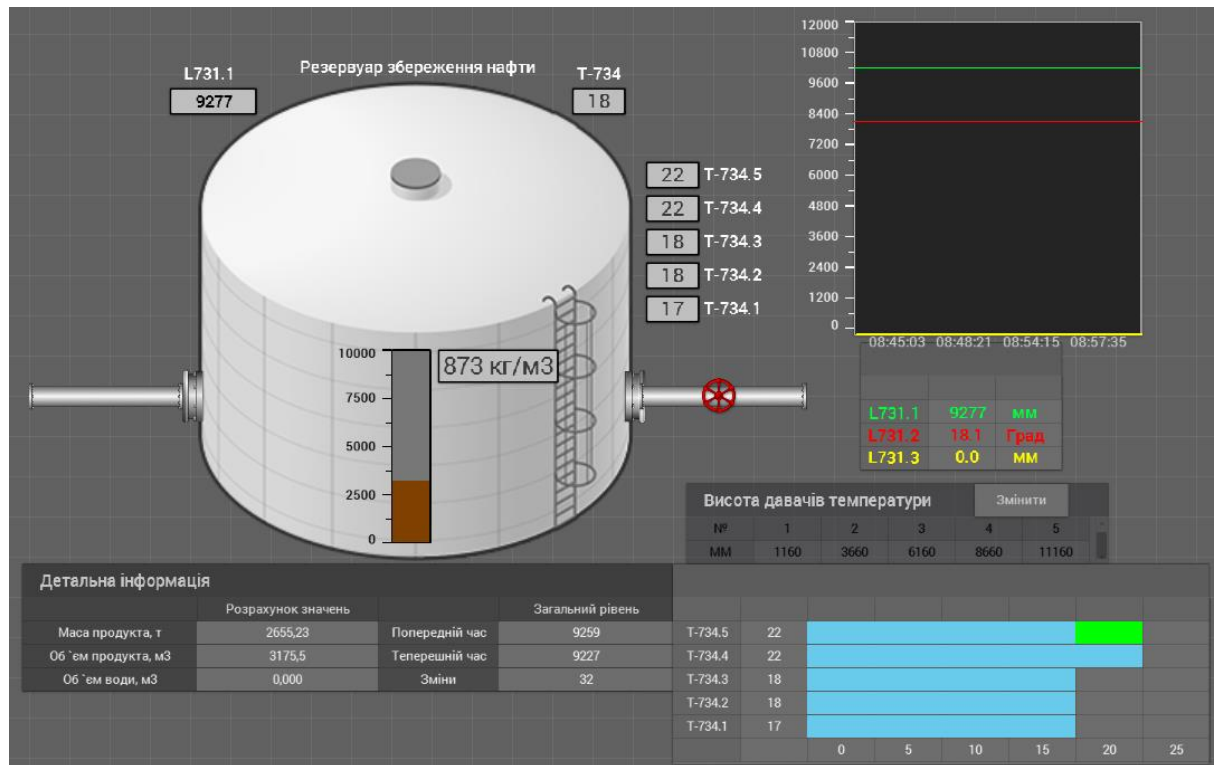 Резервуар збереження нафти
L731.1
9277
T-734
18
22 T-734.5
22 T-734.4
18 T-734.3
18 T-734.2
17 T-734.1
873 кг/м3
10000
7500
5000
2500
0
12000
10800
9600
8400
7200
6000
4800
3600
2400
1200
0
08:45:03 08:48:21 08:54:15 08:57:35
L731.1 9277 мм
L731.2 18.1 Град
L731.3 0.0 мм
Висота давачів температури Змінити
№ 1 2 3 4 5
ММ 1160 3660 6160 8660 11160
Детальна інформація
Розрахунок значень Загальний рівень
Маса продукта, т 2655,23 Попередній час 9259
Об`єм продукта, м3 3175,5 Теперешній час 9227
Об`єм води, м3 0,000 Зміни 32
T-734.5 22
T-734.4 22
T-734.3 18
T-734.2 18
T-734.1 17
0 5 10 15 20 25